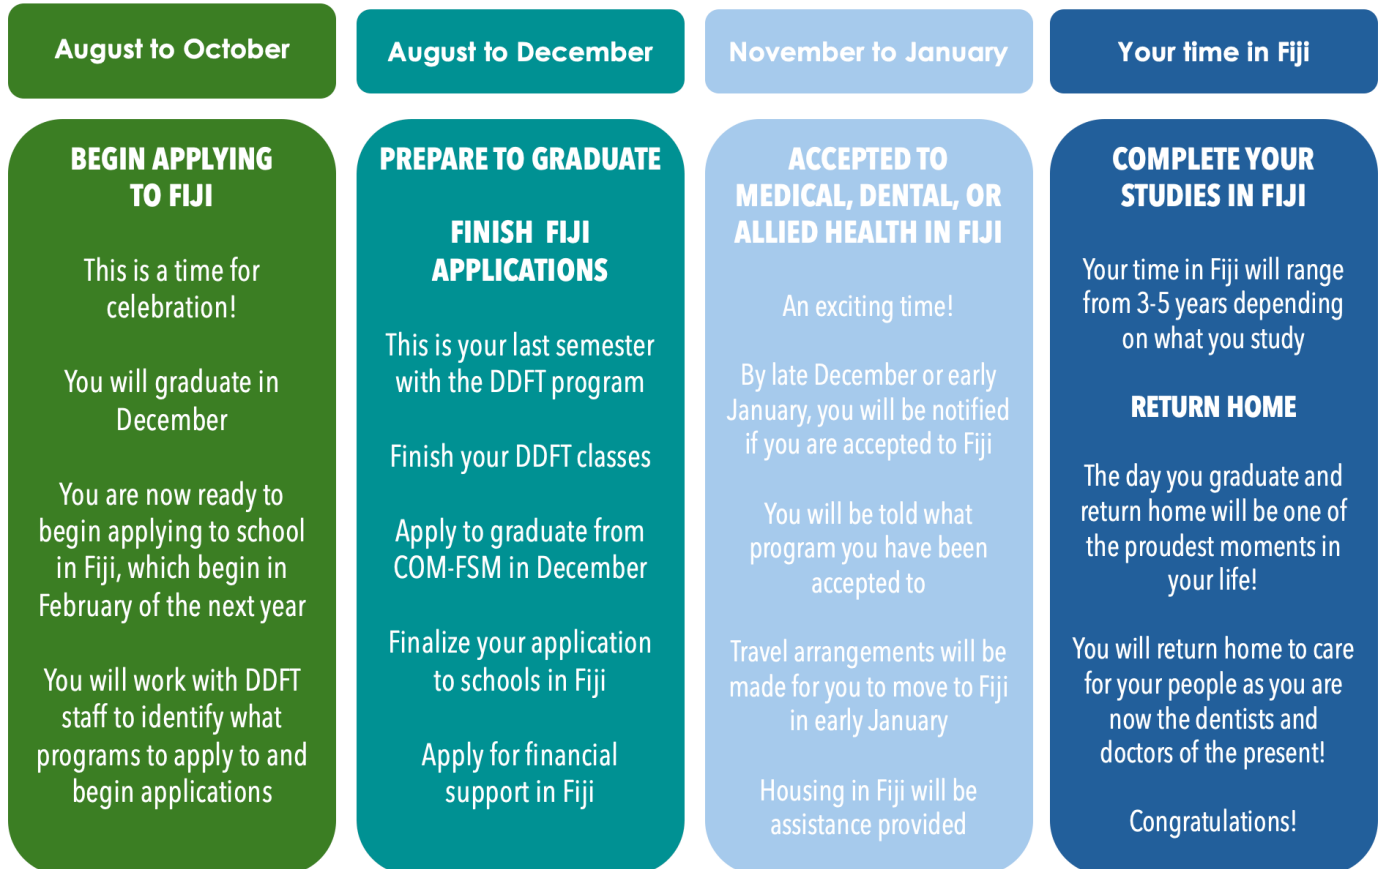 August to October
BEGIN APPLYING
TO FIJI
This is a time for
celebration!
You will graduate in
December
You are now ready to
begin applying to school
in Fiji, which begin in
February of the next year
You will work with DDFT
staff to identify what
programs to apply to and
begin applications
August to December
PREPARE TO GRADUATE
FINISH FIJI
APPLICATIONS
This is your last semester
with the DDFT program
Finish your DDFT classes
Apply to graduate from
COM-FSM in December
Finalize your application
to schools in Fiji
Apply for financial
support in Fiji
November to January
ACCEPTED TO
MEDICAL, DENTAL, OR
ALLIED HEALTH IN FIJI
An exciting time!
By late December or early
January, you will be notified
if you are accepted to Fiji
You will be told what
program you have been
accepted to
Travel arrangements will be
made for you to move to Fiji
in early January
Housing in Fiji will be
assistance provided
Your time in Fiji
COMPLETE YOUR
STUDIES IN FIJI
Your time in Fiji will range
from 3-5 years depending
on what you study
RETURN HOME
The day you graduate and
return home will be one of
the proudest moments in
your life!
You will return home to care
for your people as you are
now the dentists and
doctors of the present!
Congratulations!